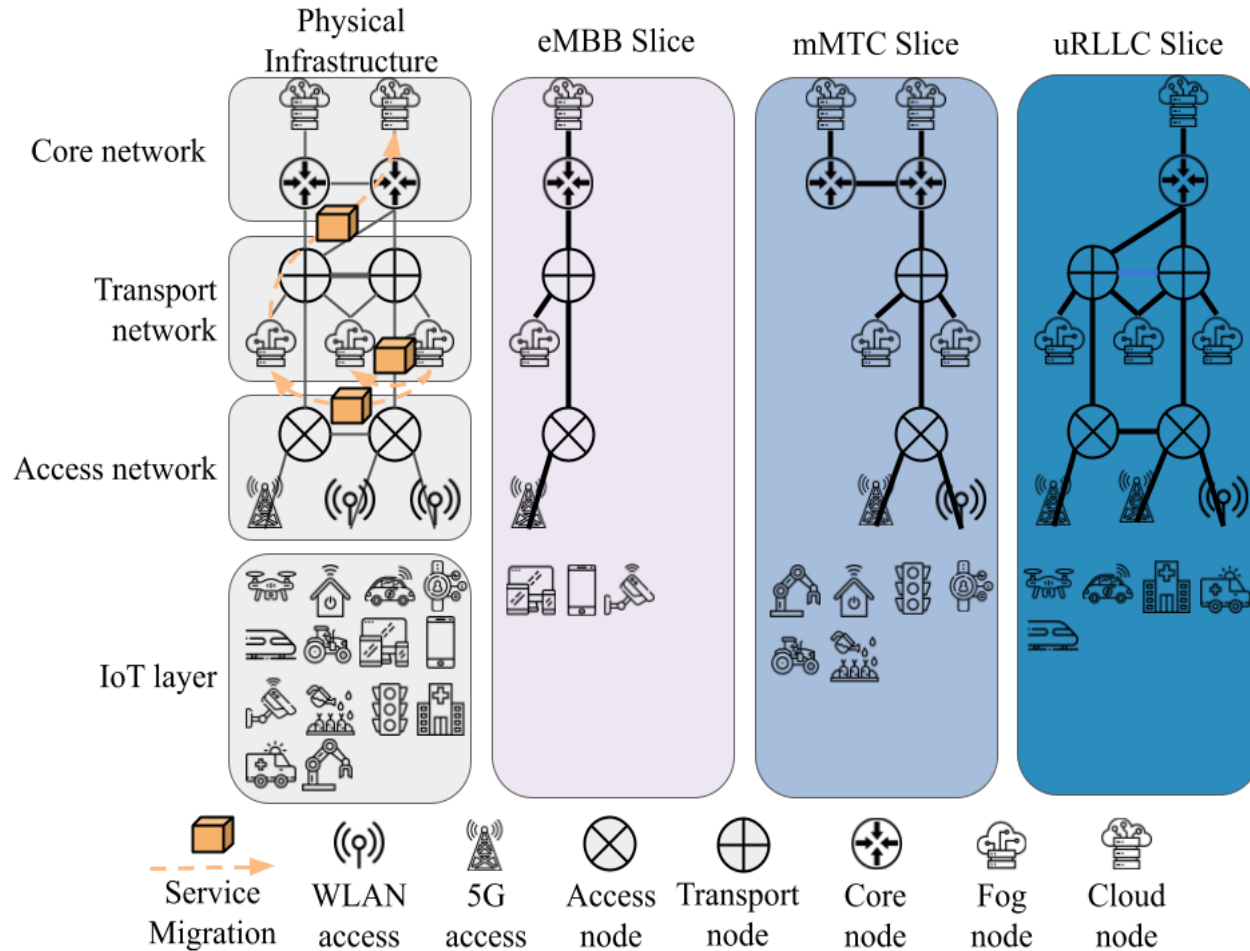 Physical
Infrastructure
eMBB Slice
mMTC Slice
uRLLC Slice
Core network
Transport
network
Access network
IoT layer
Service
Migration
WLAN
access
5G
access
Access
node
Transport
node
Core
node
Fog
node
Cloud
node